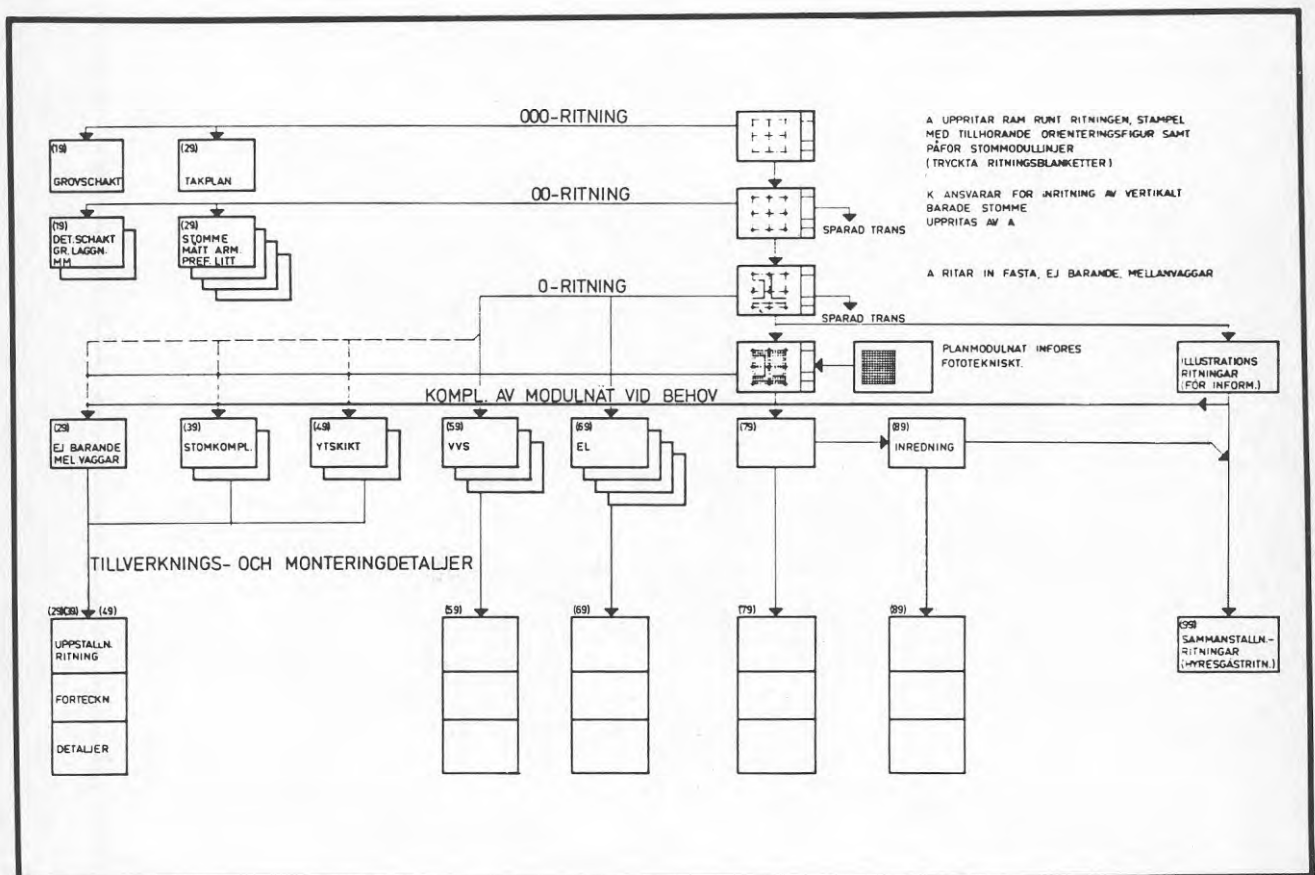 000-RITNING
A UPPRITAR RAM RUNT RITNINGEN, STAMPEL
MED TILLHORANDE ORIENTERINGSFIGUR SAMT
PÅFOR STOMMODULLINJER
(TRYCKTA RITNINGSBLANKETTER)
(19)
GROVSCHAKT
(29)
TAKPLAN
00-RITNING
K ANSVARAR FOR INRITNING AV VERTIKALT
BARADE STOMME
UPPRITAS AV A
SPARAD TRANS
(19)
DET.SCHAKT
GR.LAGGN.
MM
(29)
STOMME
MATT ARM.
PREF. LITT
0-RITNING
A RITAR IN FASTA, EJ BARANDE, MELLANVAGGAR
SPARAD TRANS
PLANMODULNAT INFORES
FOTOTEKNISKT.
ILLUSTRATIONS
RITNINGAR
(FÖR INFORM.)
KOMPL. AV MODULNÄT VID BEHOV
(29)
EJ BARANDE
MEL VAGGAR
(39)
STOMKOMPL.
(49)
YTSKIKT
(59)
VVS
(69)
EL
(79)
(89)
INREDNING
TILLVERKNINGS- OCH MONTERINGDETALJER
(29)(39) (49)
UPPSTALLN.
RITNING
FORTECKN.
DETALJER
(59)
(69)
(79)
(89)
(99)
SAMMANSTALLN.-
RITNINGAR
(HYRESGÄSTRITN.)